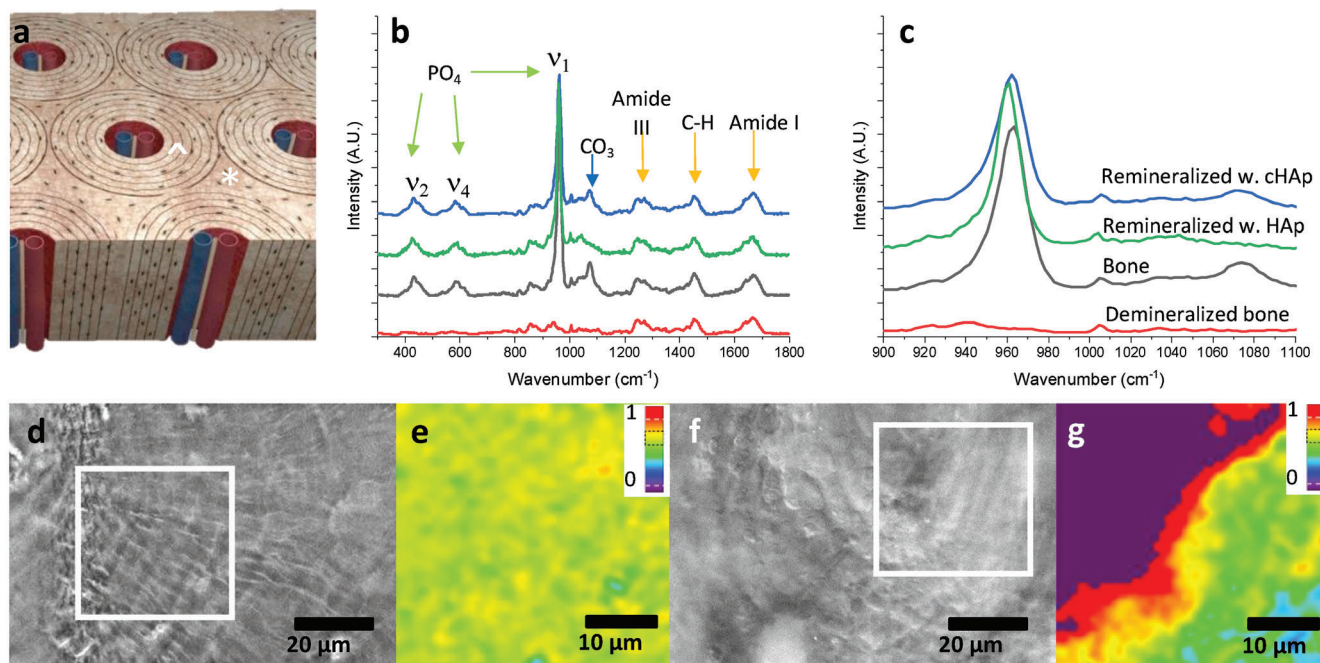 a
^
*
b
PO4
ν1
Amide
III
C-H
Amide I
CO3
ν2
ν4
Intensity (A.U.)
300 600 800 1000 1200 1400 1600 1800
Wavenumber (cm-1)
c
Remineralized w. cHAp
Remineralized w. HAp
Bone
Demineralized bone
Intensity (A.U.)
900 920 940 960 980 1000 1020 1040 1060 1080 1100
Wavenumber (cm-1)
d
20 µm
e
1
0
10 µm
f
20 µm
g
1
0
10 µm